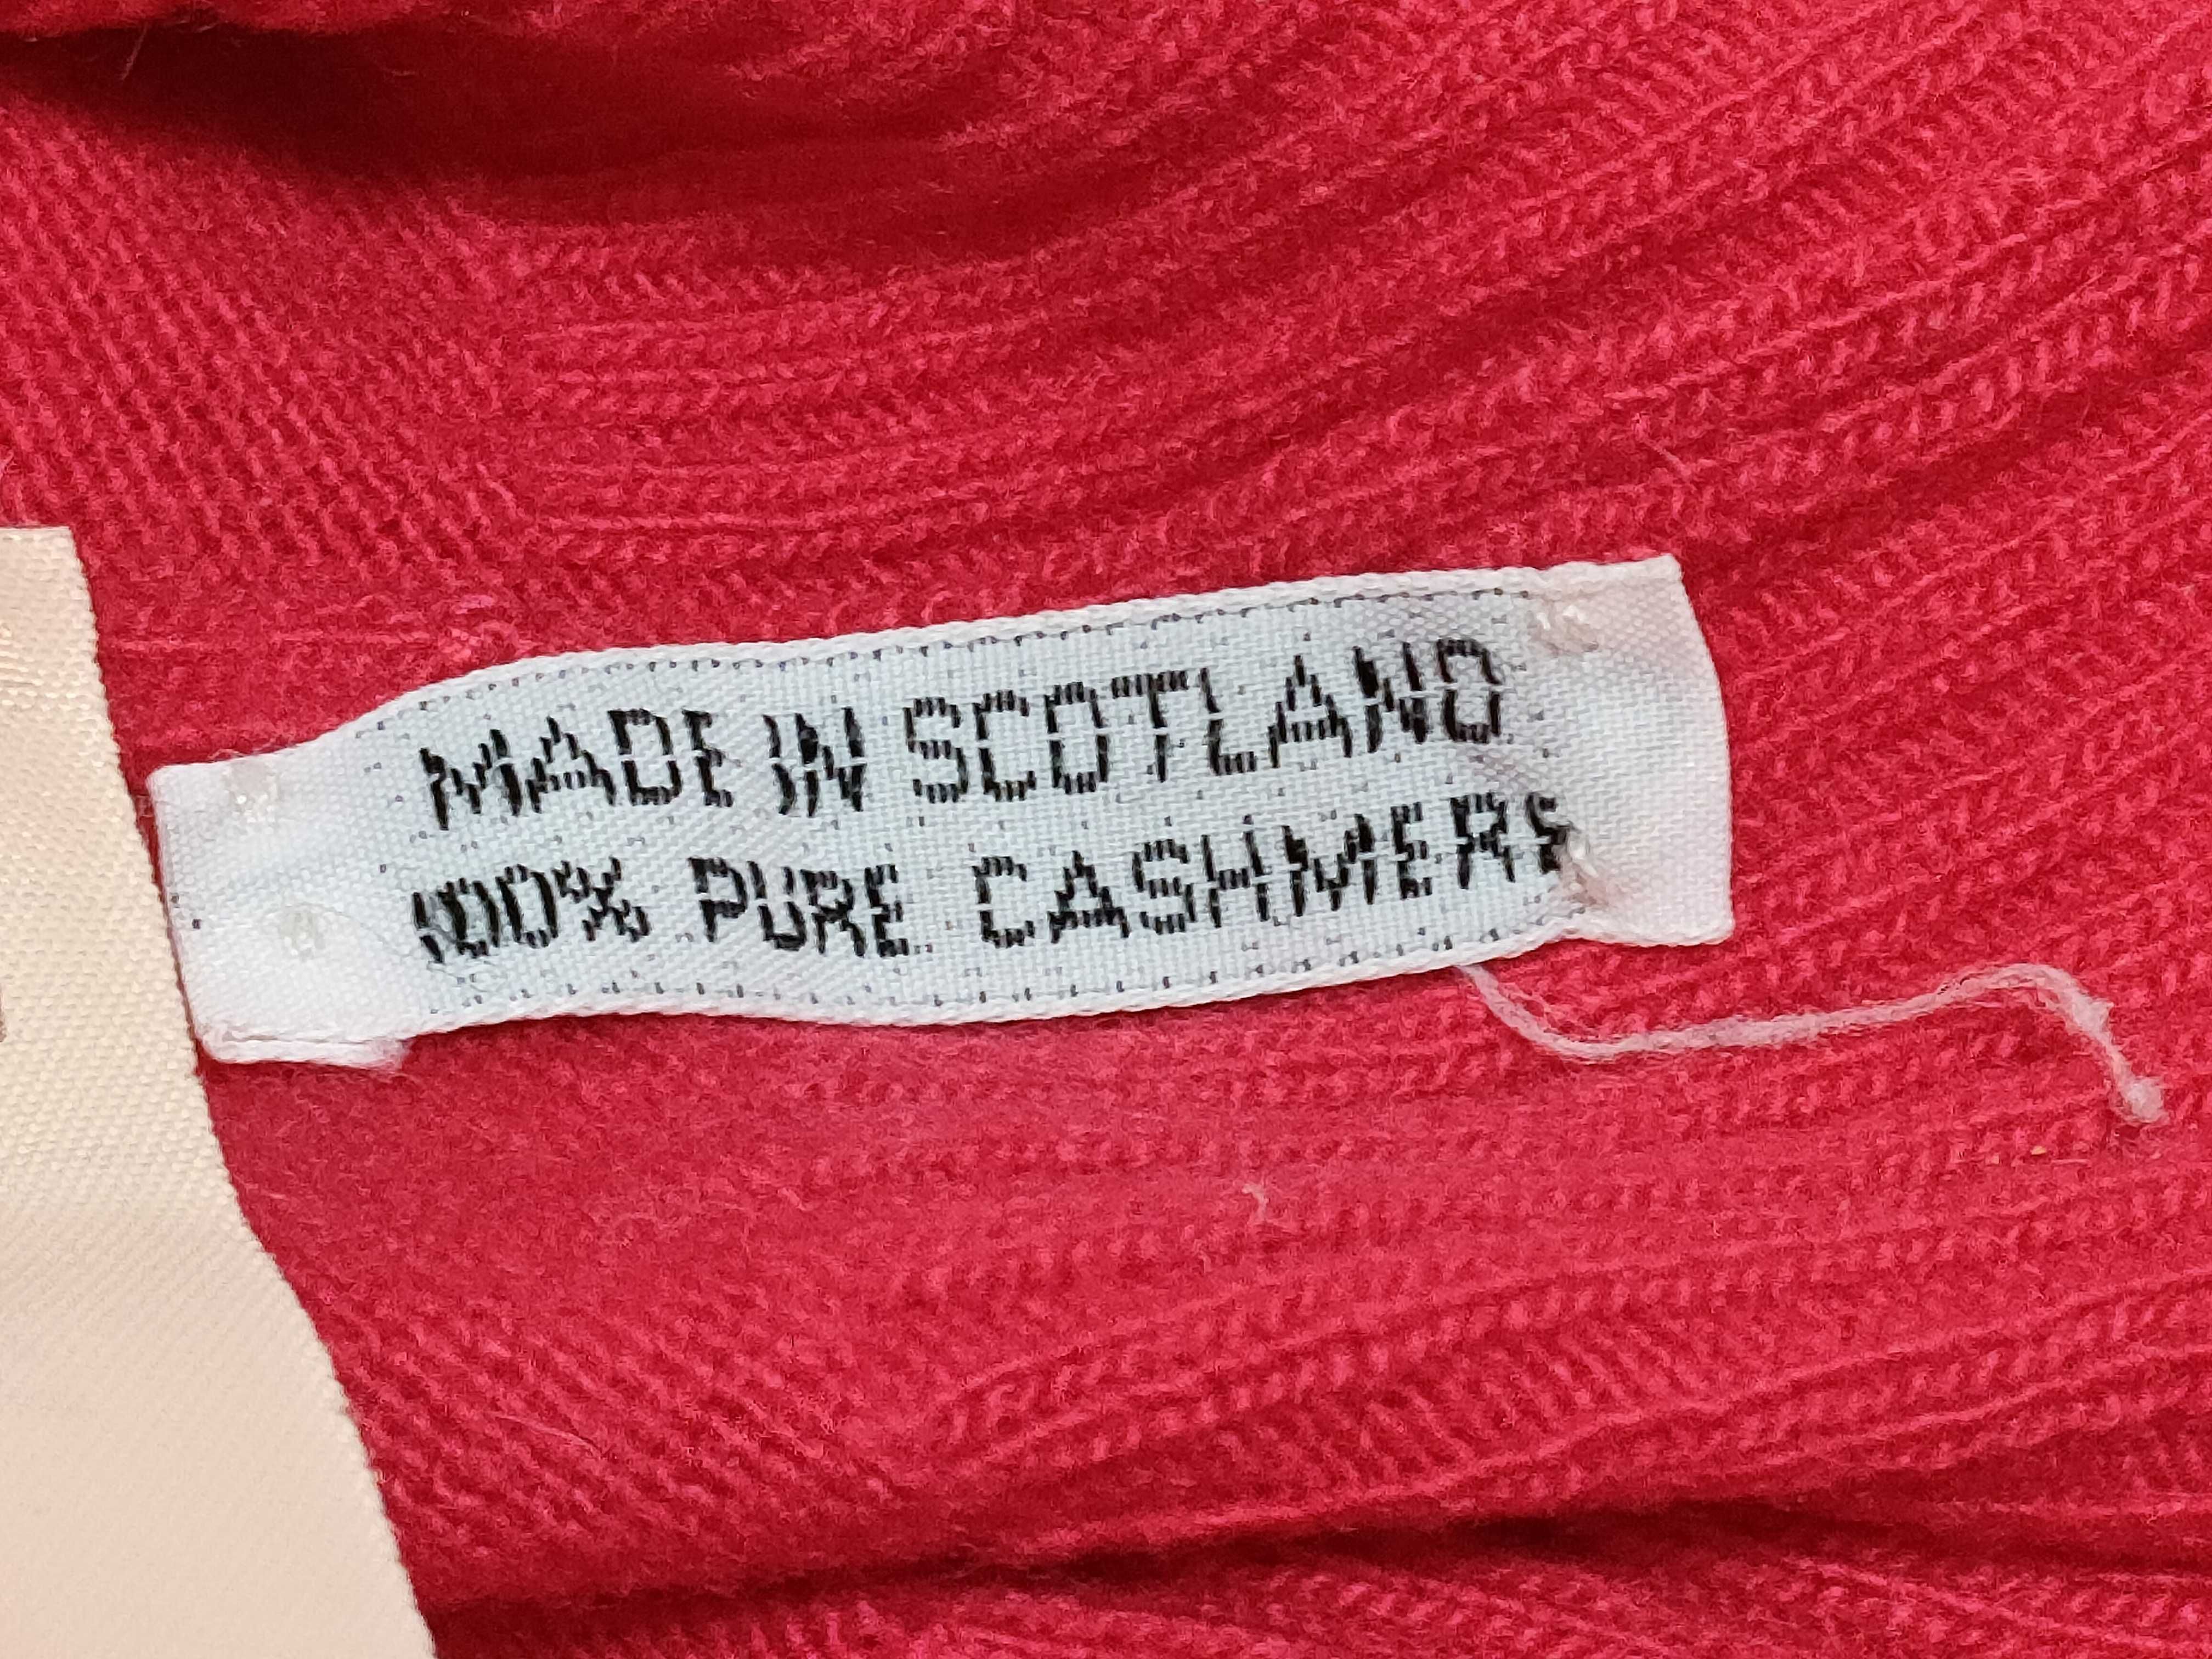 MADE IN SCOTLAND
100% PURE CASHMERE